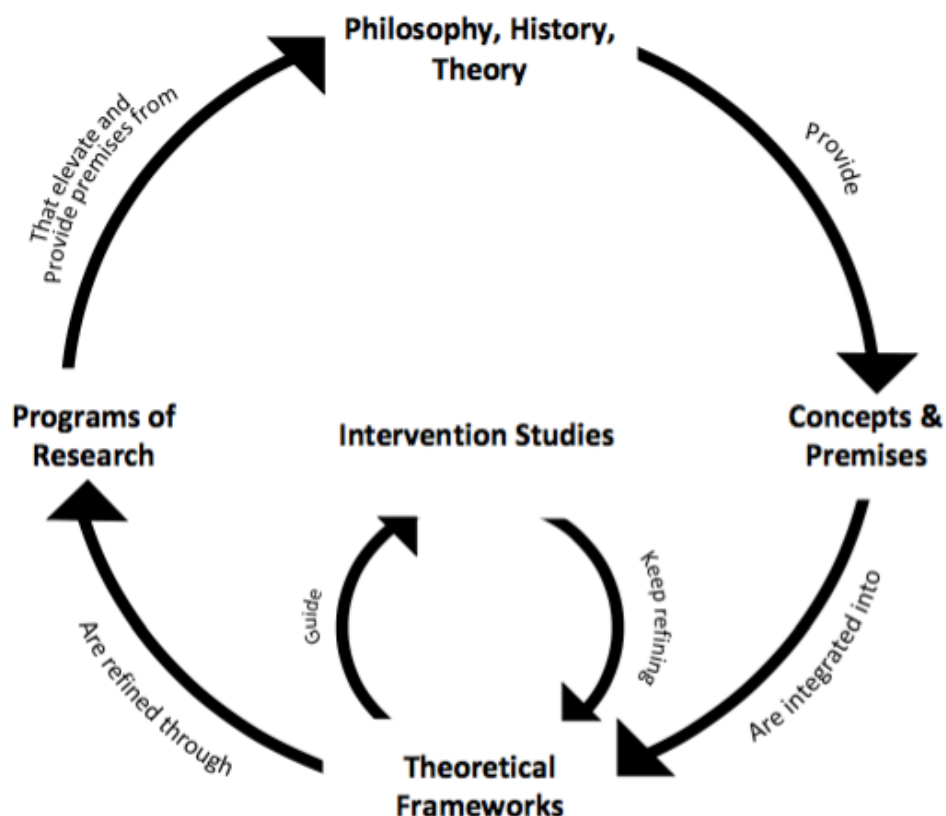 Philosophy, History,
Theory
That elevate and
Provide premises from
Provide
Programs of
Research
Intervention Studies
Concepts &
Premises
Guide
Keep refining
Are refined through
Are integrated into
Theoretical
Frameworks